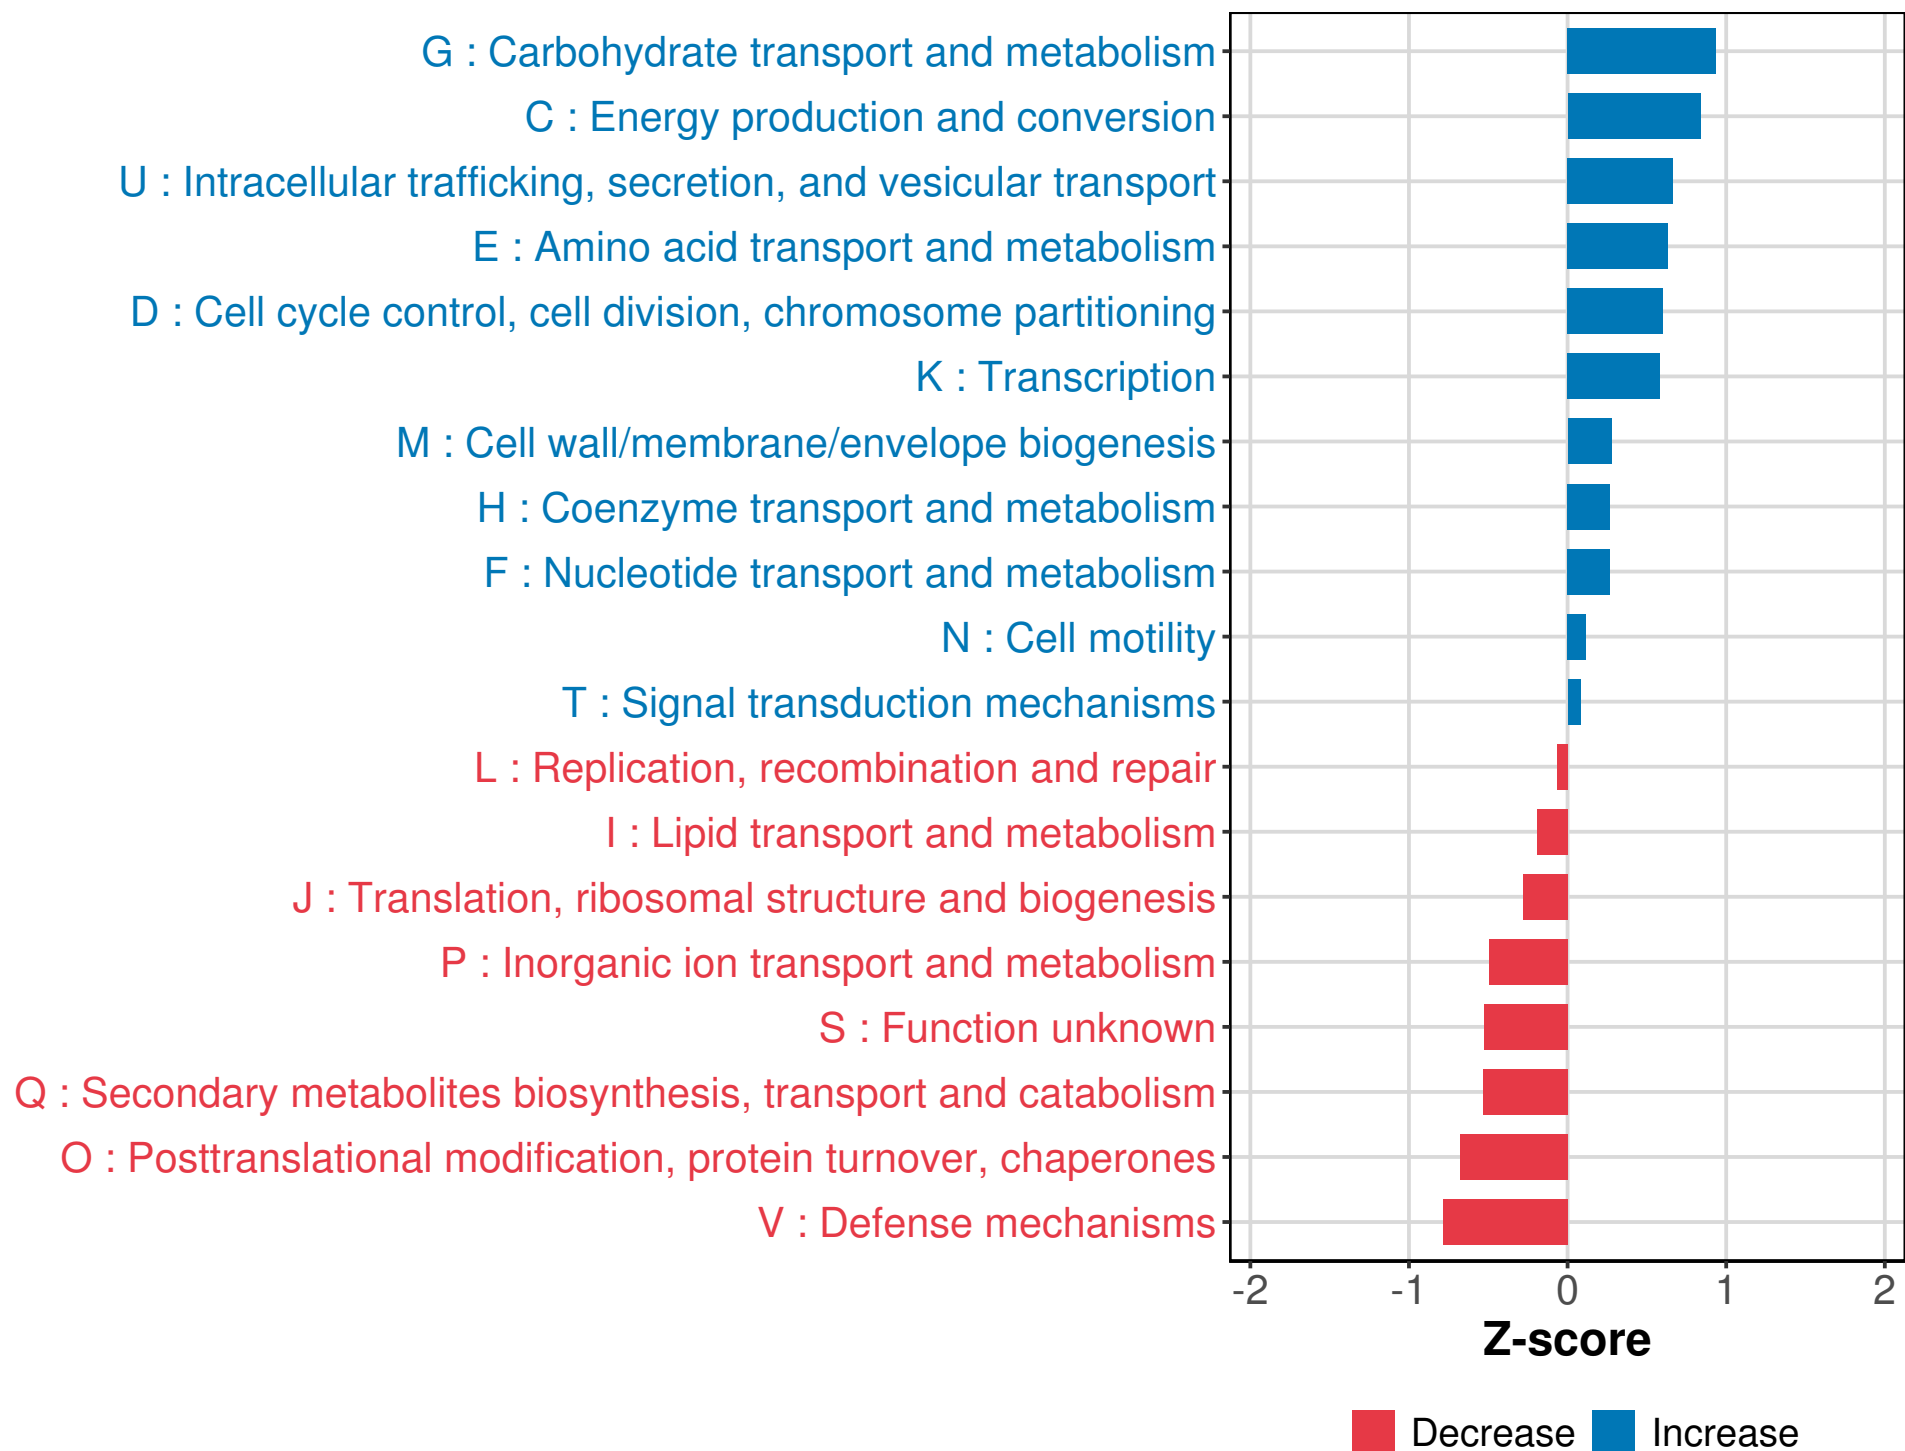 G : Carbohydrate transport and metabolism
C : Energy production and conversion
U : Intracellular trafficking, secretion, and vesicular transport
E : Amino acid transport and metabolism
D : Cell cycle control, cell division, chromosome partitioning
K : Transcription
M : Cell wall/membrane/envelope biogenesis
H : Coenzyme transport and metabolism
F : Nucleotide transport and metabolism
N : Cell motility
T : Signal transduction mechanisms
L : Replication, recombination and repair
I : Lipid transport and metabolism
J : Translation, ribosomal structure and biogenesis
P : Inorganic ion transport and metabolism
S : Function unknown
Q : Secondary metabolites biosynthesis, transport and catabolism
O : Posttranslational modification, protein turnover, chaperones
V : Defense mechanisms
-2 -1 0 1 2
Z-score
Decrease Increase